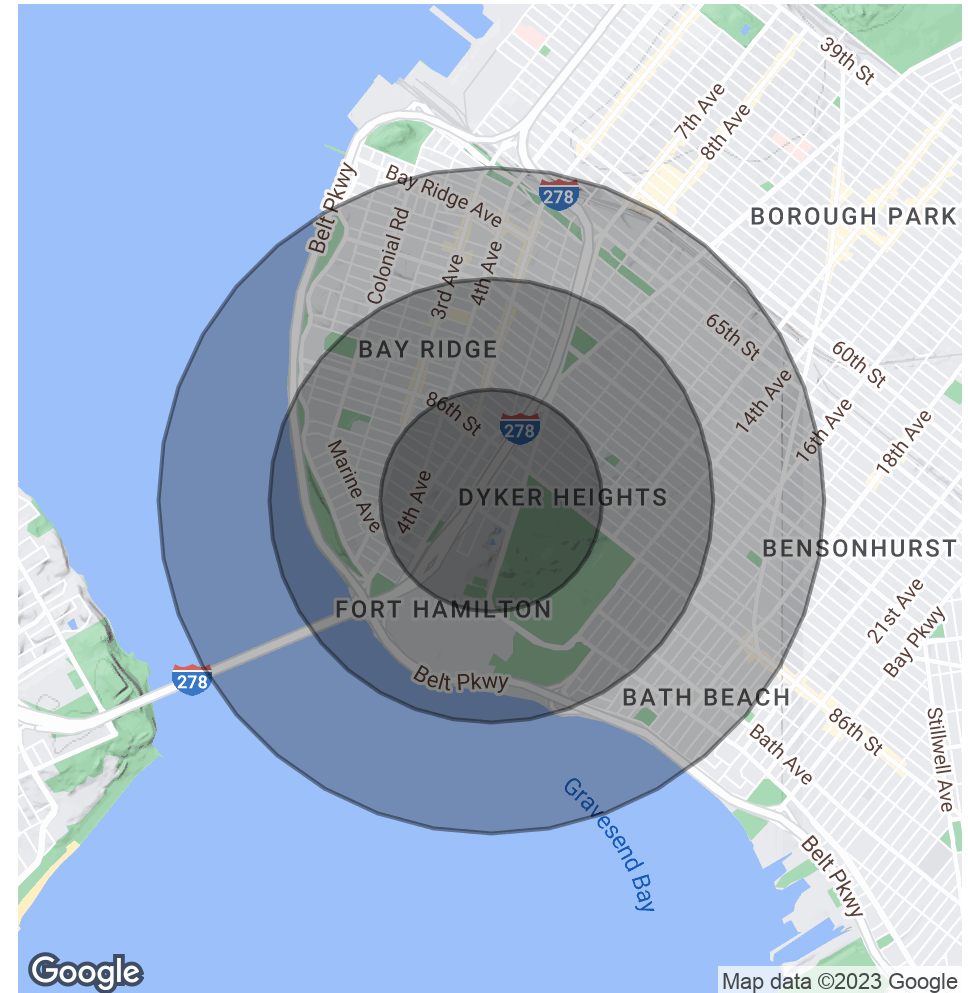 39th St
7th Ave
8th Ave
Belt Pkwy
Bay Ridge Ave
278
BOROUGH PARK
Colonial Rd
3rd Ave
4th Ave
65th St
60th St
BAY RIDGE
14th Ave
16th Ave
18th Ave
86th St
278
Marine Ave
4th Ave
DYKER HEIGHTS
BENSONHURST
21st Ave
Bay Pkwy
FORT HAMILTON
278
Belt Pkwy
BATH BEACH
86th St
Bath Ave
Stillwell Ave
Gravesend Bay
Belt Pkwy
Google
Map data ©2023 Google